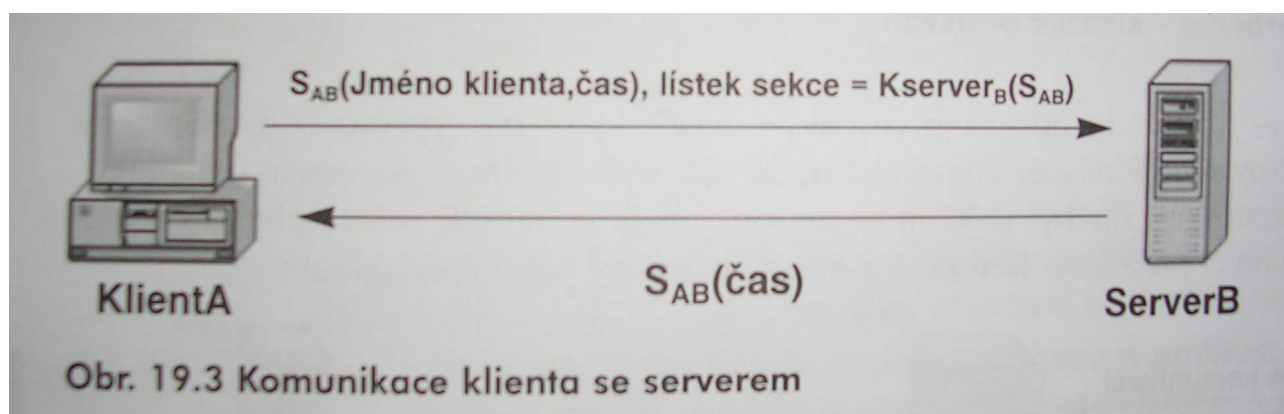 S_AB(Jméno klienta,čas), lístek sekce = Kserver_B(S_AB)
S_AB(čas)
KlientA
ServerB
Obr. 19.3 Komunikace klienta se serverem